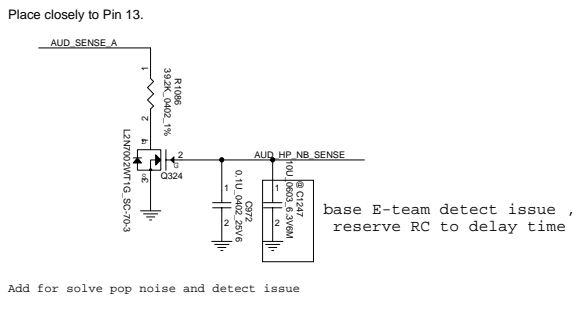 Place closely to Pin 13.
AUD_SENSE_A
1
R1086
39.2K_0402_1%
2
L2N7002WT1G_SC-70-3
D
1
2
G
S
3
Q324
AUD_HP_NB_SENSE
1
2
C972
0.1U_0402_25V6
1
2
@ C1247
10U_0603_6.3V6M
base E-team detect issue ,
reserve RC to delay time
Add for solve pop noise and detect issue